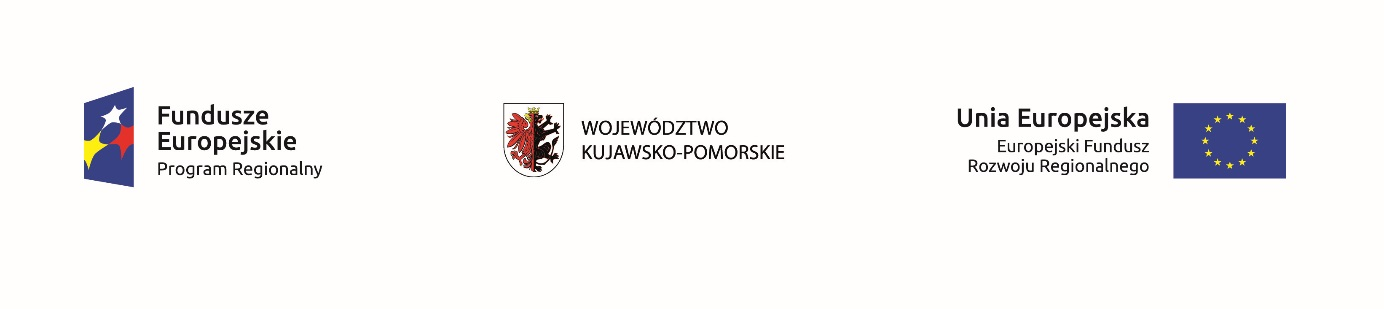 Fundusze
Europejskie
Program Regionalny
WOJEWÓDZTWO
KUJAWSKO-POMORSKIE
Unia Europejska
Europejski Fundusz
Rozwoju Regionalnego